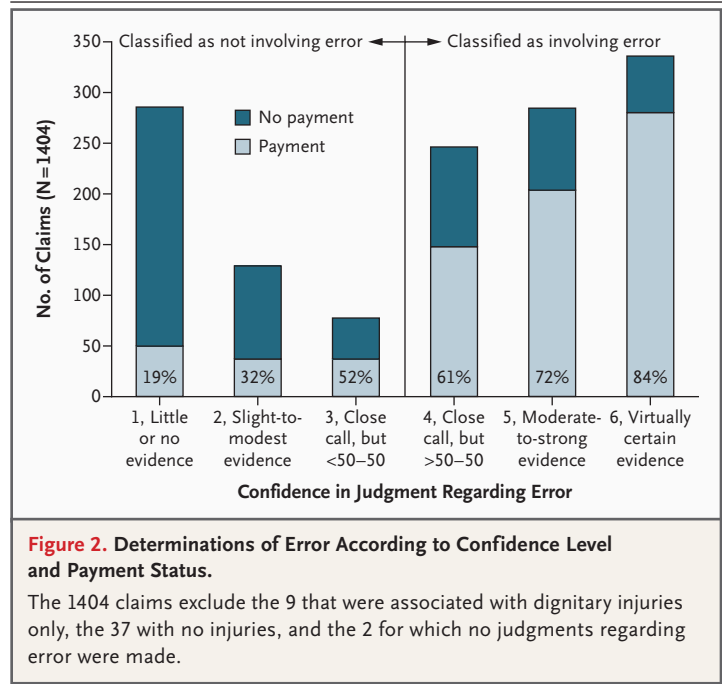 Classified as not involving error
Classified as involving error
350
300
250
200
150
100
50
0
No. of Claims (N=1404)
No payment
Payment
19%
32%
52%
61%
72%
84%
1, Little
or no
evidence
2, Slight-to-
modest
evidence
3, Close
call, but
<50–50
4, Close
call, but
>50–50
5, Moderate-
to-strong
evidence
6, Virtually
certain
evidence
Confidence in Judgment Regarding Error
Figure 2. Determinations of Error According to Confidence Level
and Payment Status.
The 1404 claims exclude the 9 that were associated with dignitary injuries
only, the 37 with no injuries, and the 2 for which no judgments regarding
error were made.